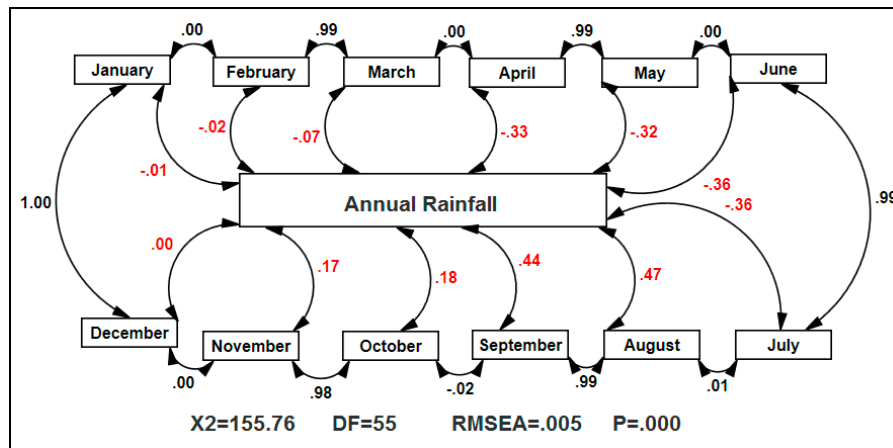 .00 .99 .00 .99 .00
January February March April May June
-.02 -.07 -.33 -.32
-.01 -.36
1.00 Annual Rainfall -.36 .99
.00 .17 .18 .44 .47
December November October September August July
.00 .98 -.02 .99 .01
X2=155.76 DF=55 RMSEA=.005 P=.000